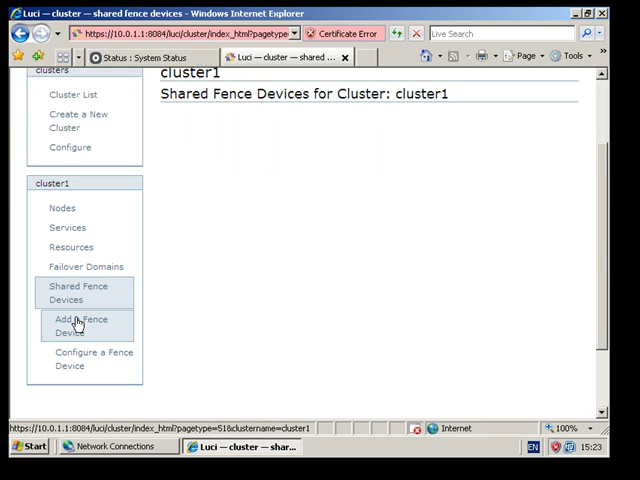 Luci — cluster — shared fence devices - Windows Internet Explorer
https://10.0.1.1:8084/luci/cluster/index_html?pagetype=
Certificate Error
Live Search
Status : System Status
Luci — cluster — shared ...
Page
Tools
clusters
cluster1
Cluster List
Shared Fence Devices for Cluster: cluster1
Create a New
Cluster
Configure
cluster1
Nodes
Services
Resources
Failover Domains
Shared Fence
Devices
Add a Fence
Device
Configure a Fence
Device
https://10.0.1.1:8084/luci/cluster/index_html?pagetype=51&clustername=cluster1
Internet
100%
Start
Network Connections
Luci — cluster — shar...
EN
15:23